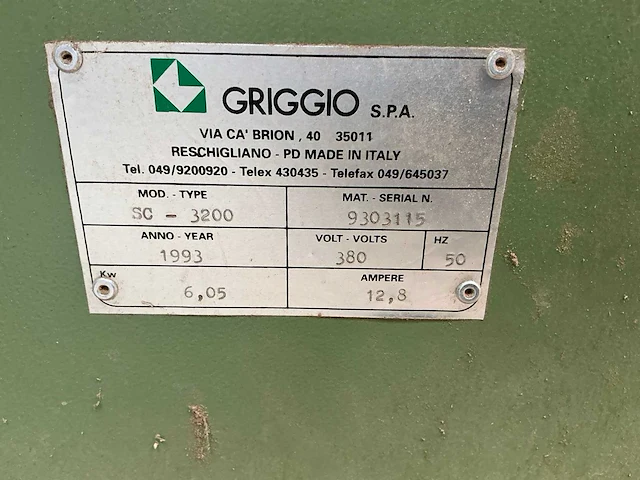 GRIGGIO S.P.A.
VIA CA' BRION , 40 35011
RESCHIGLIANO - PD MADE IN ITALY
Tel. 049/9200920 - Telex 430435 - Telefax 049/645037
MOD. - TYPE
SC - 3200
MAT. - SERIAL N.
9303115
ANNO - YEAR
1993
VOLT - VOLTS
380
HZ
50
Kw
6,05
AMPERE
12,8